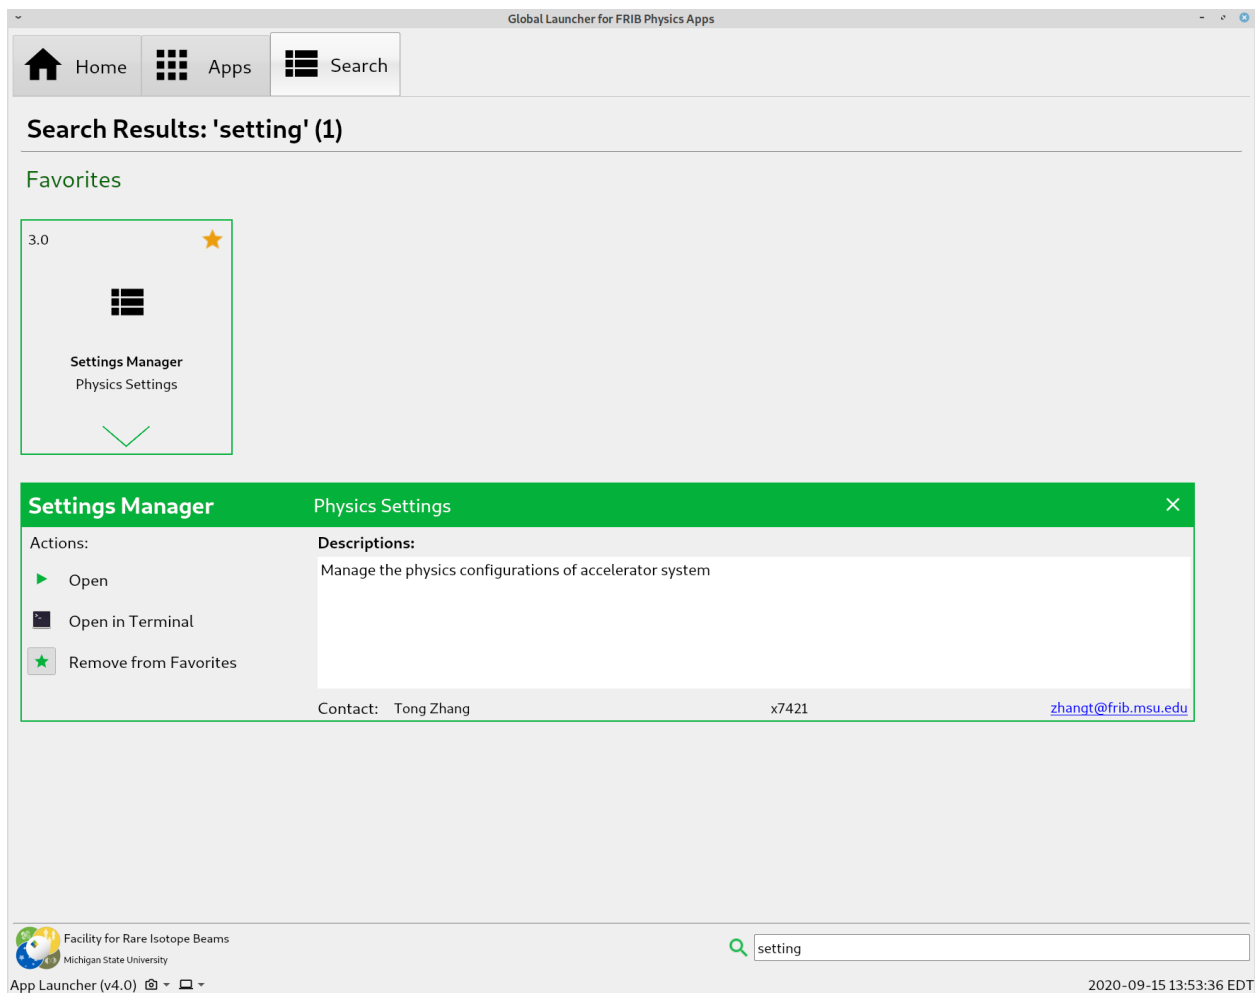 Global Launcher for FRIB Physics Apps
Home Apps Search
Search Results: 'setting' (1)
Favorites
3.0
Settings Manager
Physics Settings
Settings Manager Physics Settings
Actions: Descriptions:
Open Manage the physics configurations of accelerator system
Open in Terminal
Remove from Favorites
Contact: Tong Zhang x7421 zhangt@frib.msu.edu
Facility for Rare Isotope Beams
Michigan State University
setting
App Launcher (v4.0) 2020-09-15 13:53:36 EDT